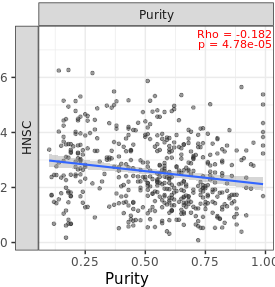 Purity
Rho = -0.182
p = 4.78e-05
HNSC
6
4
2
0
0.25 0.50 0.75 1.00
Purity